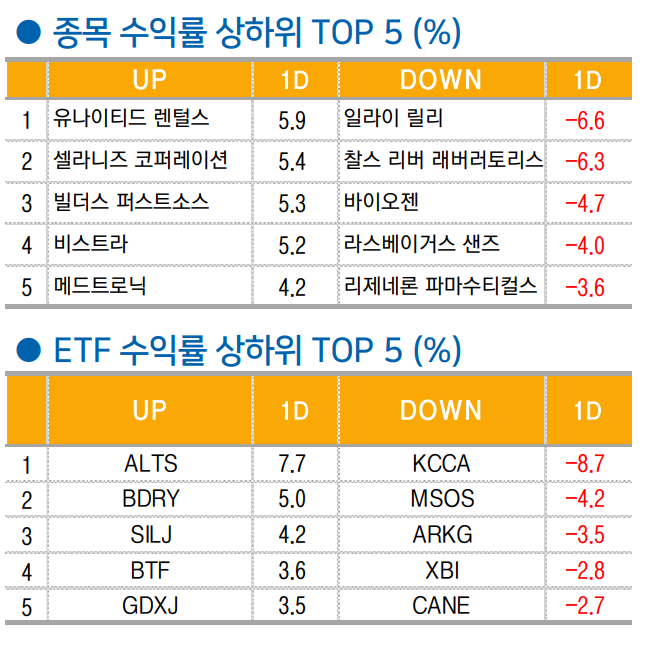 ● 종목 수익률 상하위 TOP 5 (%)
UP 1D DOWN 1D
1 유나이티드 렌털스 5.9 일라이 릴리 -6.6
2 셀라니즈 코퍼레이션 5.4 찰스 리버 래버러토리스 -6.3
3 빌더스 퍼스트소스 5.3 바이오젠 -4.7
4 비스트라 5.2 라스베이거스 샌즈 -4.0
5 메드트로닉 4.2 리제네론 파마수티컬스 -3.6
● ETF 수익률 상하위 TOP 5 (%)
UP 1D DOWN 1D
1 ALTS 7.7 KCCA -8.7
2 BDRY 5.0 MSOS -4.2
3 SILJ 4.2 ARKG -3.5
4 BTF 3.6 XBI -2.8
5 GDXJ 3.5 CANE -2.7